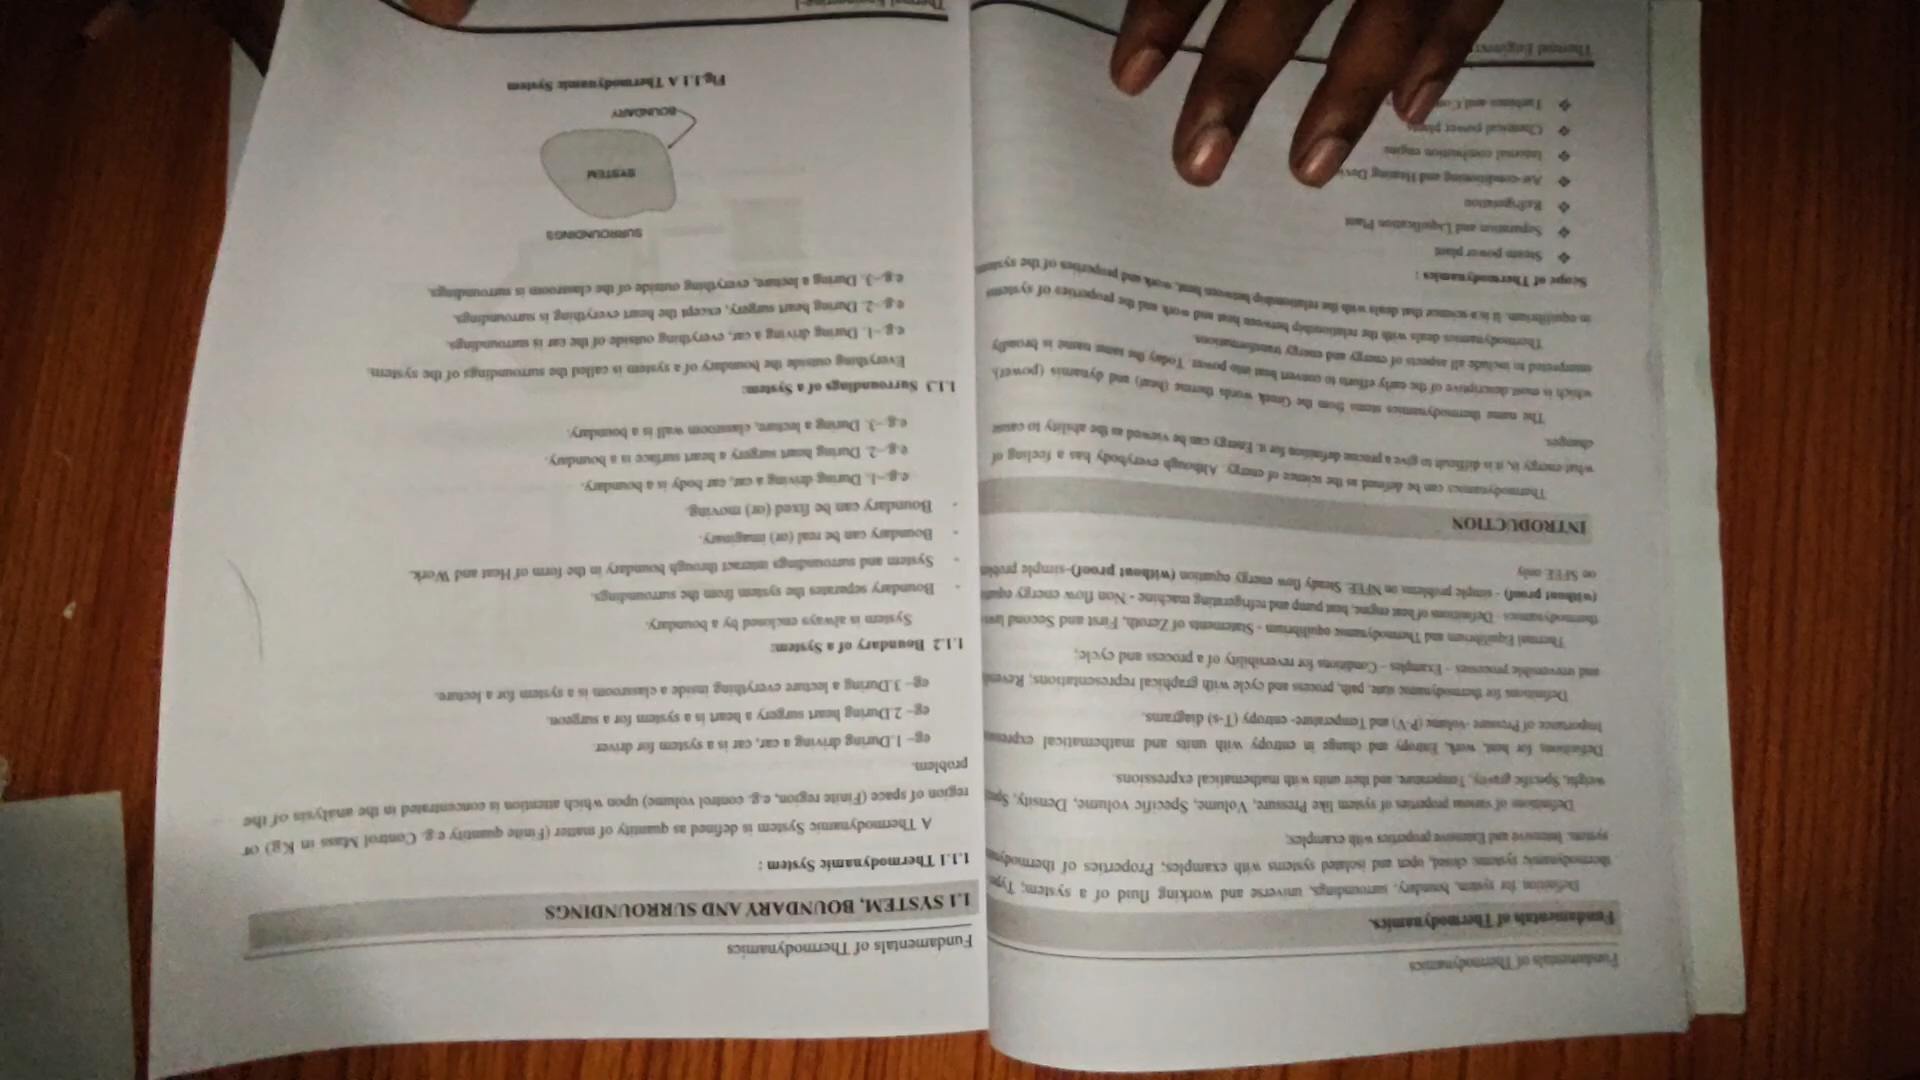 Fundamentals of Thermodynamics
Fundamentals of Thermodynamics.
Definition for system, boundary, surroundings, universe and working fluid of a system;
thermodynamic systems: closed, open and isolated systems with examples; Properties of
system, Intensive and Extensive properties with examples;
Definitions of various properties of system like Pressure, Volume, Specific volume, Density,
weight, Specific gravity, Temperature, and their units with mathematical expressions.
Definitions for heat, work, Entropy and change in entropy with units and mathematical
Importance of Pressure -volume (P-V) and Temperature- entropy (T-s) diagrams.
Definitions for thermodynamic state, path, process and cycle with graphical representations;
and irreversible processes – Examples – Conditions for reversibility of a process and cycle;
Thermal Equilibrium and Thermodynamic equilibrium - Statements of Zeroth, First and Second
thermodynamics - Definitions of heat engine, heat pump and refrigerating machine - Non flow energy
(without proof) - simple problems on NFEE. Steady flow energy equation (without proof)-simple
on SFEE only
INTRODUCTION
Thermodynamics can be defined as the science of energy. Although everybody has a feeling of
what energy is, it is difficult to give a precise definition for it. Energy can be viewed as the ability to cause
changes.
The name thermodynamics stems from the Greek words therme (heat) and dynamis (power),
which is most descriptive of the early efforts to convert heat into power. Today the same name is broadly
interpreted to include all aspects of energy and energy transformations.
Thermodynamics deals with the relationship between heat and work and the properties of systems
in equilibrium. It is a science that deals with the relationship between heat, work and properties of the system
Scope of Thermodynamics :
❖ Steam power plant
❖ Separation and Liquification Plant
❖ Refrigeration
❖ Air-conditioning and Heating
❖ Internal combustion engine
❖ Chemical power plants
❖ Turbines and
Thermal
Fundamentals of Thermodynamics
1.1 SYSTEM, BOUNDARY AND SURROUNDINGS
1.1.1 Thermodynamic System :
A Thermodynamic System is defined as quantity of matter (Finite quantity e.g. Control Mass in Kg) or
region of space (Finite region, e.g. control volume) upon which attention is concentrated in the analysis of the
problem.
eg– 1.During driving a car, car is a system for driver
eg– 2.During heart surgery a heart is a system for a surgeon.
eg– 3.During a lecture everything inside a classroom is a system for a lecture.
1.1.2 Boundary of a System:
System is always enclosed by a boundary.
- Boundary separates the system from the surroundings.
- System and surroundings interact through boundary in the form of Heat and Work.
- Boundary can be real (or) imaginary.
- Boundary can be fixed (or) moving.
e.g.–1. During driving a car, car body is a boundary.
e.g.–2. During heart surgery a heart surface is a boundary.
e.g.–3. During a lecture, classroom wall is a boundary.
1.1.3 Surroundings of a System:
Everything outside the boundary of a system is called the surroundings of the system.
e.g.–1. During driving a car, everything outside of the car is surroundings.
e.g.–2. During heart surgery, except the heart everything is surroundings.
e.g.–3. During a lecture, everything outside of the classroom is surroundings.
SURROUNDINGS
SYSTEM
BOUNDARY
Fig.1.1 A Thermodynamic System